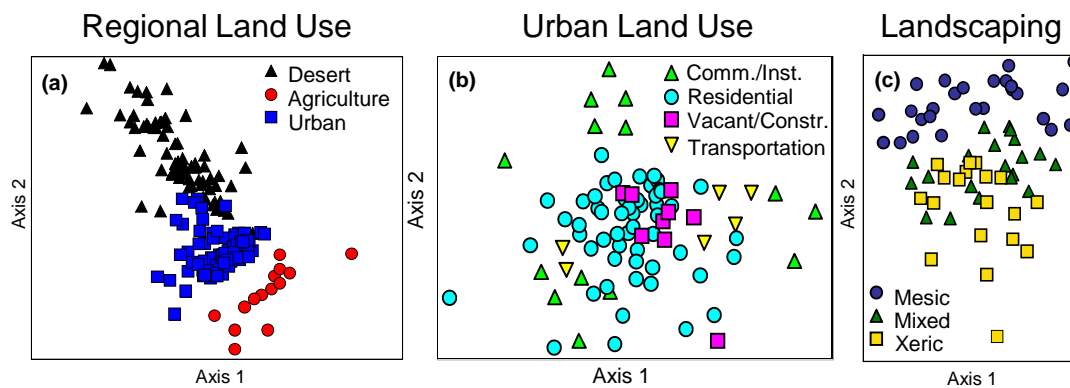 Regional Land Use
(a)
Desert
Agriculture
Urban
Axis 2
Axis 1
Urban Land Use
(b)
Comm./Inst.
Residential
Vacant/Constr.
Transportation
Axis 2
Axis 1
Landscaping
(c)
Mesic
Mixed
Xeric
Axis 2
Axis 1